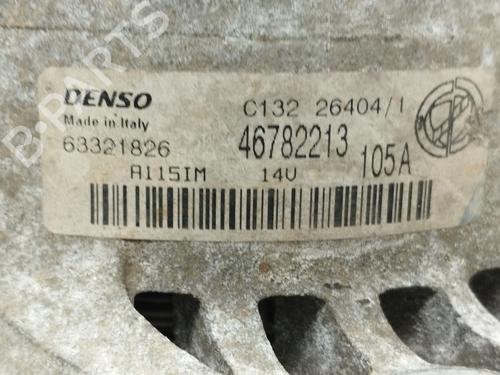 DENSO
Made in Italy
63321826
A115IM
C132 26404/1
46782213
14V
105A
B-PARTS